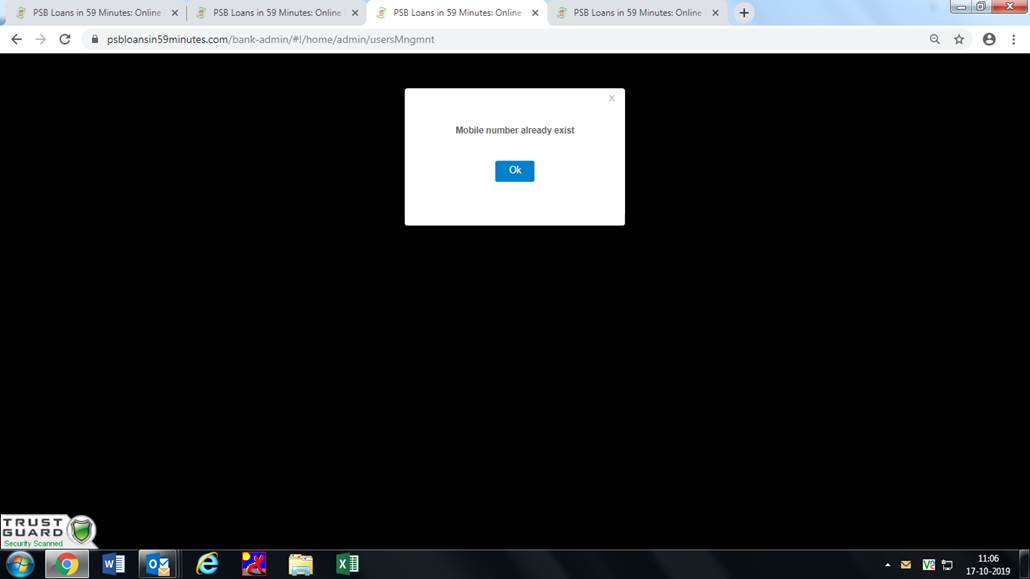 PSB Loans in 59 Minutes: Online
PSB Loans in 59 Minutes: Online
PSB Loans in 59 Minutes: Online
PSB Loans in 59 Minutes: Online
psbloansin59minutes.com/bank-admin/#!/home/admin/usersMngmnt
X
Mobile number already exist
Ok
TRUST
GUARD
Security Scanned
11:06
17-10-2019